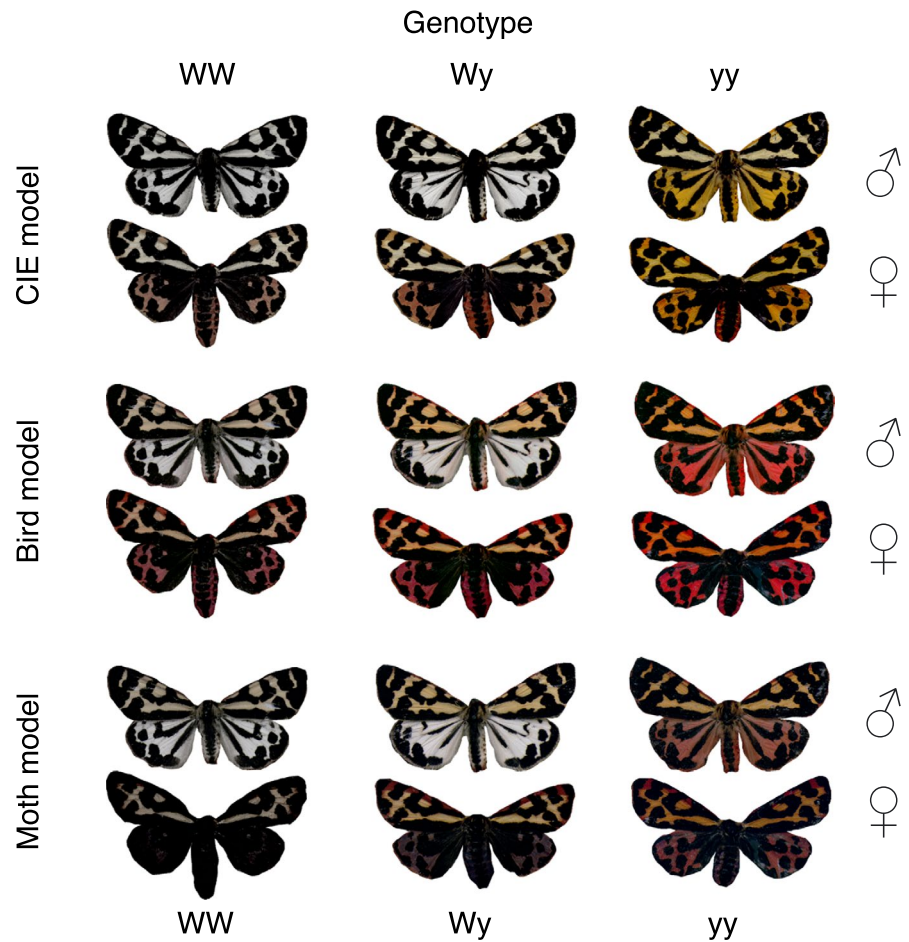 Genotype
WW Wy yy
CIE model
♂
♀
Bird model
♂
♀
Moth model
♂
♀
WW Wy yy